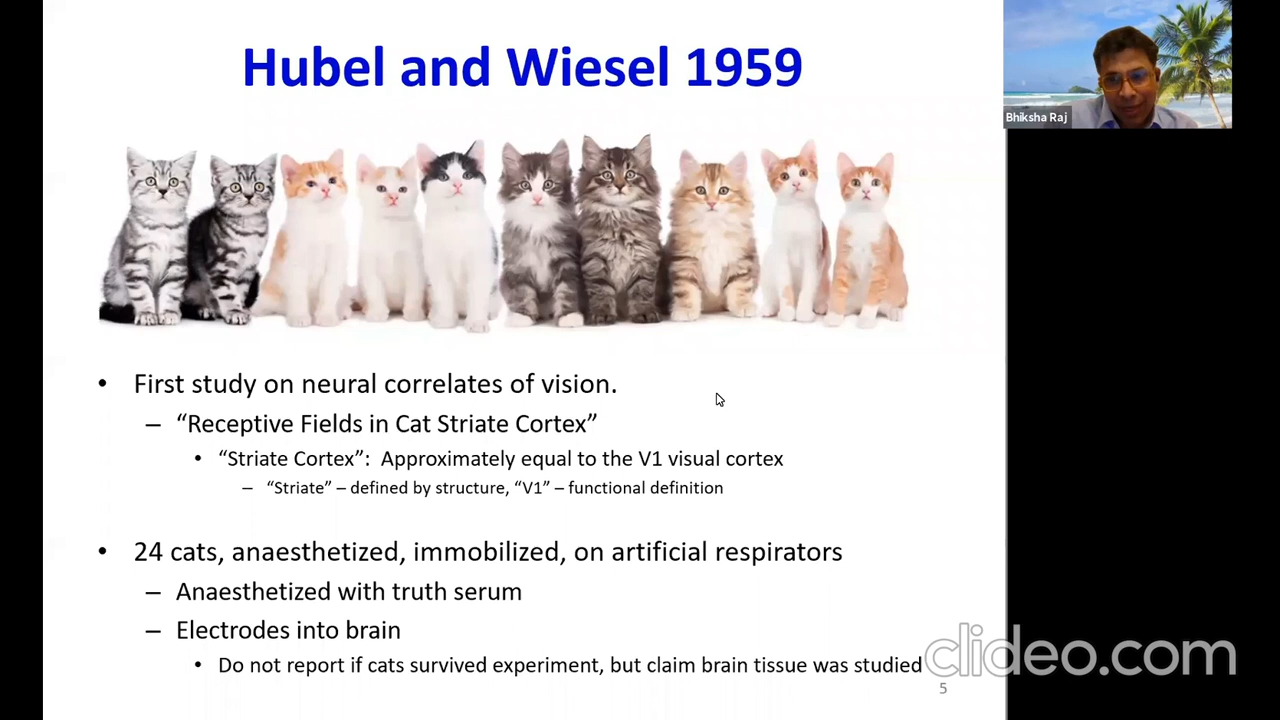 Hubel and Wiesel 1959
Bhiksha Raj
• First study on neural correlates of vision.
– “Receptive Fields in Cat Striate Cortex”
• “Striate Cortex”: Approximately equal to the V1 visual cortex
– “Striate” – defined by structure, “V1” – functional definition
• 24 cats, anaesthetized, immobilized, on artificial respirators
– Anaesthetized with truth serum
– Electrodes into brain
• Do not report if cats survived experiment, but claim brain tissue was studied
clideo.com
5